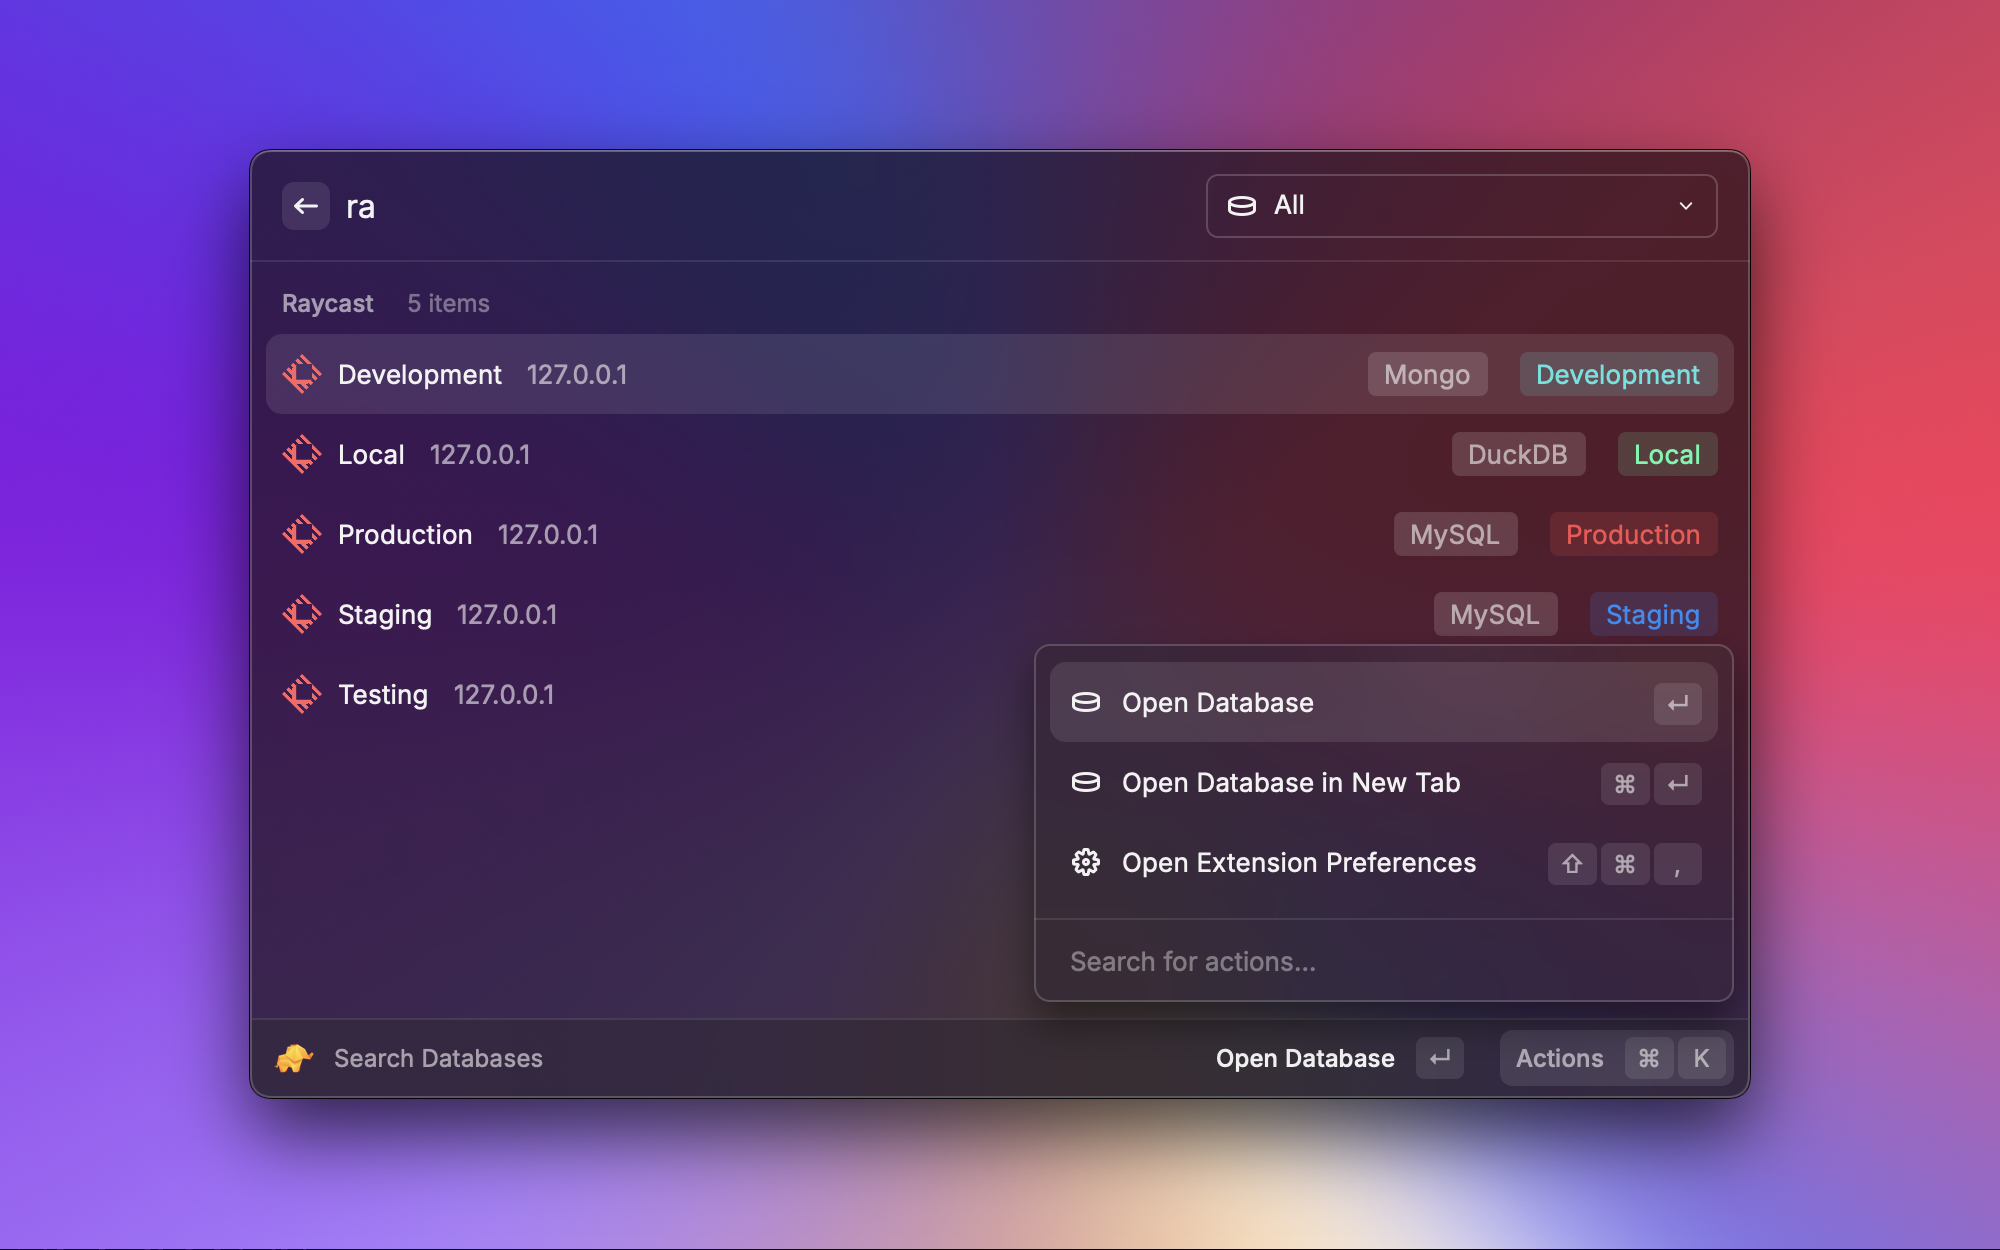 ra
All
Raycast 5 items
Development 127.0.0.1 Mongo Development
Local 127.0.0.1 DuckDB Local
Production 127.0.0.1 MySQL Production
Staging 127.0.0.1 MySQL Staging
Testing 127.0.0.1
Open Database ↵
Open Database in New Tab ⌘ ↵
Open Extension Preferences ⇧ ⌘ ,
Search for actions...
Search Databases
Open Database ↵
Actions ⌘ K